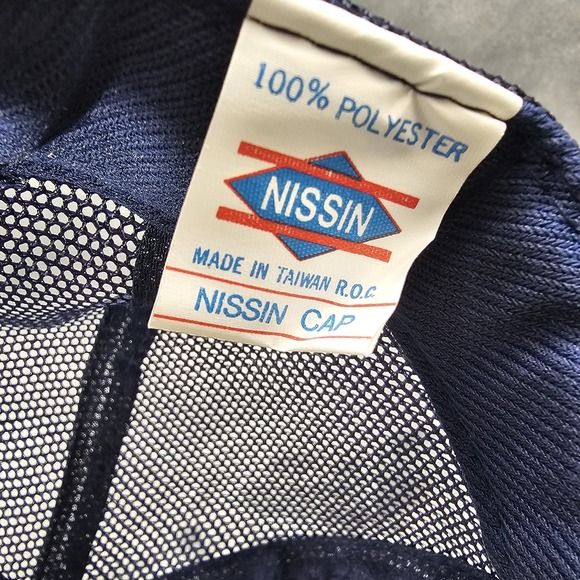 100% POLYESTER
NISSIN
MADE IN TAIWAN R.O.C.
NISSIN CAP